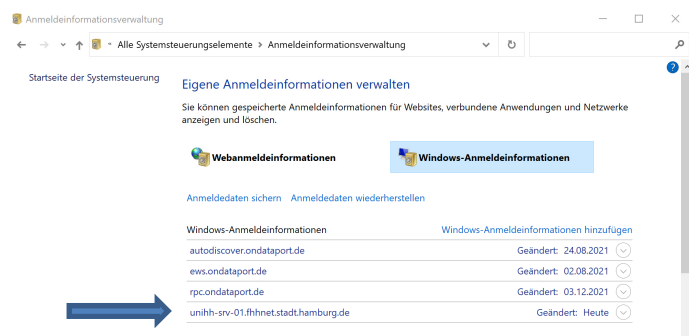 Anmeldeinformationsverwaltung
Alle Systemsteuerungselemente > Anmeldeinformationsverwaltung
Startseite der Systemsteuerung
Eigene Anmeldeinformationen verwalten
Sie können gespeicherte Anmeldeinformationen für Websites, verbundene Anwendungen und Netzwerke
anzeigen und löschen.
Webanmeldeinformationen Windows-Anmeldeinformationen
Anmeldedaten sichern Anmeldedaten wiederherstellen
Windows-Anmeldeinformationen Windows-Anmeldeinformationen hinzufügen
autodiscover.ondataport.de Geändert: 24.08.2021
ews.ondataport.de Geändert: 02.08.2021
rpc.ondataport.de Geändert: 03.12.2021
unihh-srv-01.fhhnet.stadt.hamburg.de Geändert: Heute